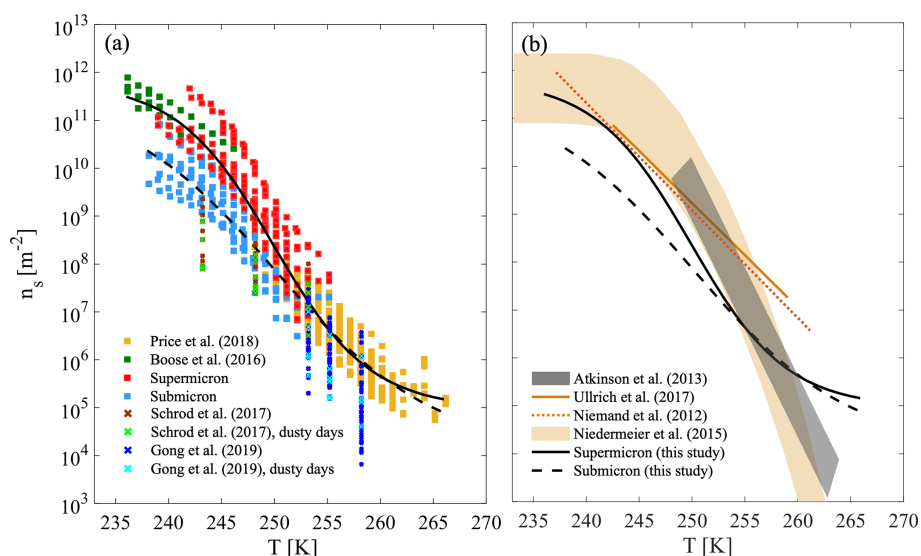 (a)
(b)
10^13
10^12
10^11
10^10
10^9
10^8
10^7
10^6
10^5
10^4
10^3
n_s [m^-2]
Price et al. (2018)
Boose et al. (2016)
Supermicron
Submicron
Schrod et al. (2017)
Schrod et al. (2017), dusty days
Gong et al. (2019)
Gong et al. (2019), dusty days
235 240 245 250 255 260 265 270
T [K]
Atkinson et al. (2013)
Ullrich et al. (2017)
Niemand et al. (2012)
Niedermeier et al. (2015)
Supermicron (this study)
Submicron (this study)
235 240 245 250 255 260 265 270
T [K]